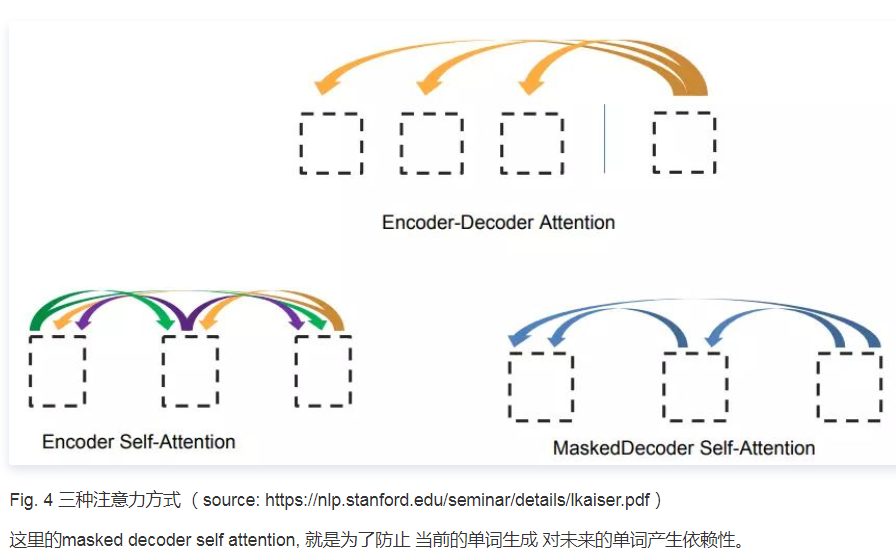 Encoder-Decoder Attention
Encoder Self-Attention
MaskedDecoder Self-Attention
Fig. 4 三种注意力方式 ( source: https://nlp.stanford.edu/seminar/details/lkaiser.pdf )
这里的masked decoder self attention, 就是为了防止 当前的单词生成 对未来的单词产生依赖性。